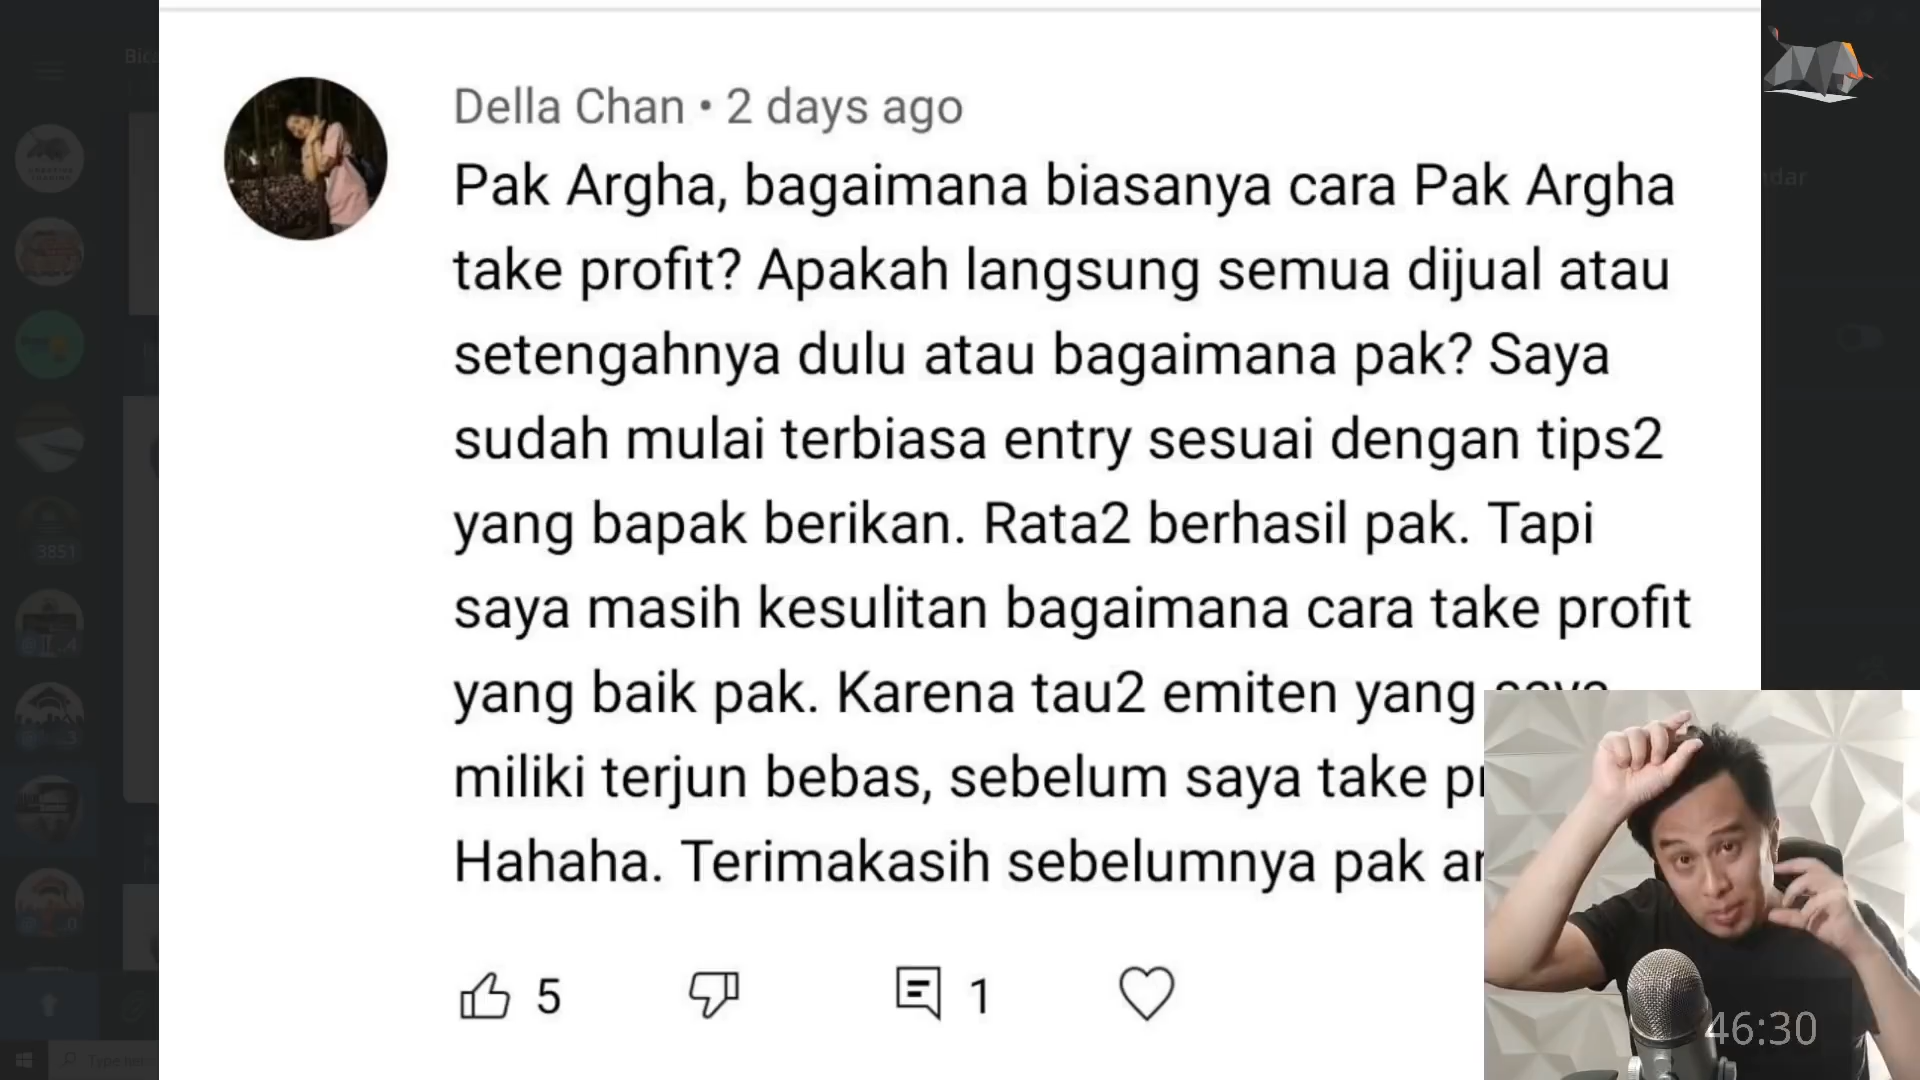 Della Chan • 2 days ago
Pak Argha, bagaimana biasanya cara Pak Argha
take profit? Apakah langsung semua dijual atau
setengahnya dulu atau bagaimana pak? Saya
sudah mulai terbiasa entry sesuai dengan tips2
yang bapak berikan. Rata2 berhasil pak. Tapi
saya masih kesulitan bagaimana cara take profit
yang baik pak. Karena tau2 emiten yang saya
miliki terjun bebas, sebelum saya take
Hahaha. Terimakasih sebelumnya pak
5
1
3851
46:30